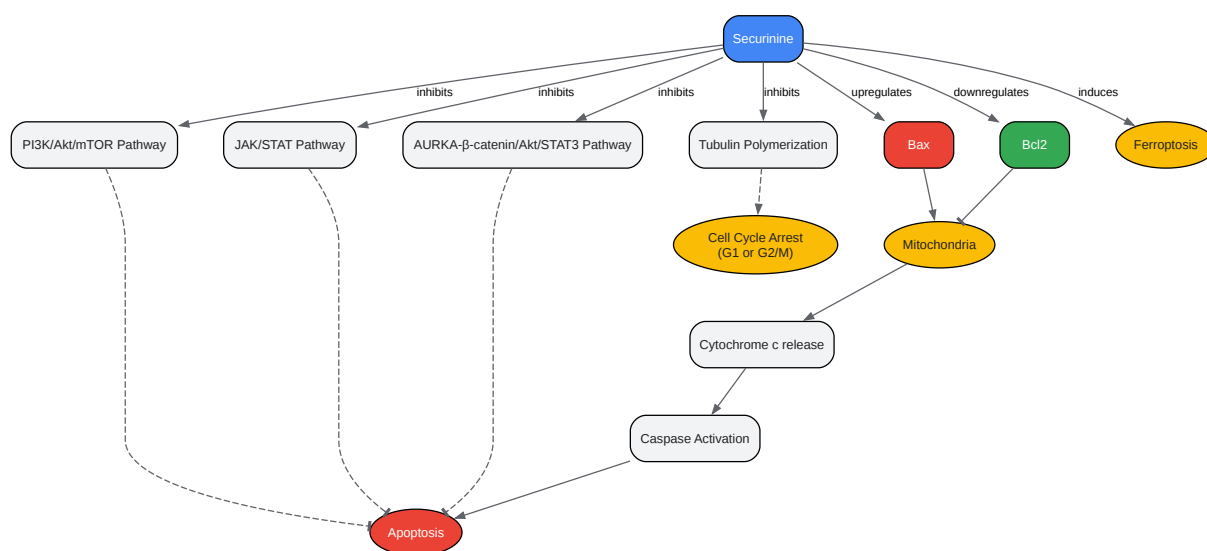 Securinine
inhibits
inhibits
inhibits
inhibits
upregulates
downregulates
induces
PI3K/Akt/mTOR Pathway
JAK/STAT Pathway
AURKA-β-catenin/Akt/STAT3 Pathway
Tubulin Polymerization
Bax
Bcl2
Ferroptosis
Cell Cycle Arrest
(G1 or G2/M)
Mitochondria
Cytochrome c release
Caspase Activation
Apoptosis